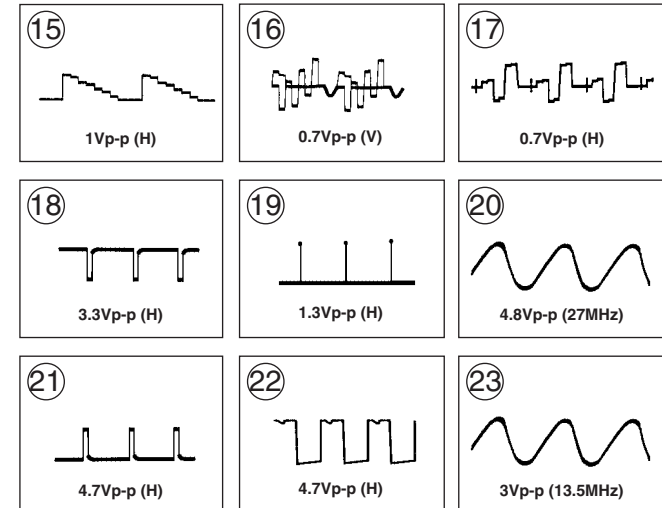 15 16 17
1Vp-p (H) 0.7Vp-p (V) 0.7Vp-p (H)
18 19 20
3.3Vp-p (H) 1.3Vp-p (H) 4.8Vp-p (27MHz)
21 22 23
4.7Vp-p (H) 4.7Vp-p (H) 3Vp-p (13.5MHz)